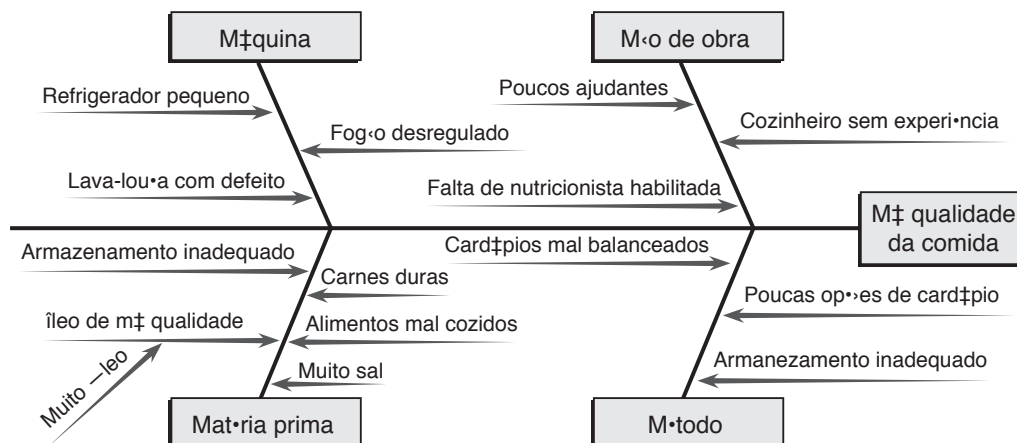 M‡quina
M‹o de obra
Refrigerador pequeno
Poucos ajudantes
Fog‹o desregulado
Cozinheiro sem experi•ncia
Lava-lou•a com defeito
Falta de nutricionista habilitada
M‡ qualidade
da comida
Armazenamento inadequado
Card‡pios mal balanceados
Carnes duras
Poucas op•›es de card‡pio
îleo de m‡ qualidade
Alimentos mal cozidos
Muito —leo
Muito sal
Armanezamento inadequado
Mat•ria prima
M•todo